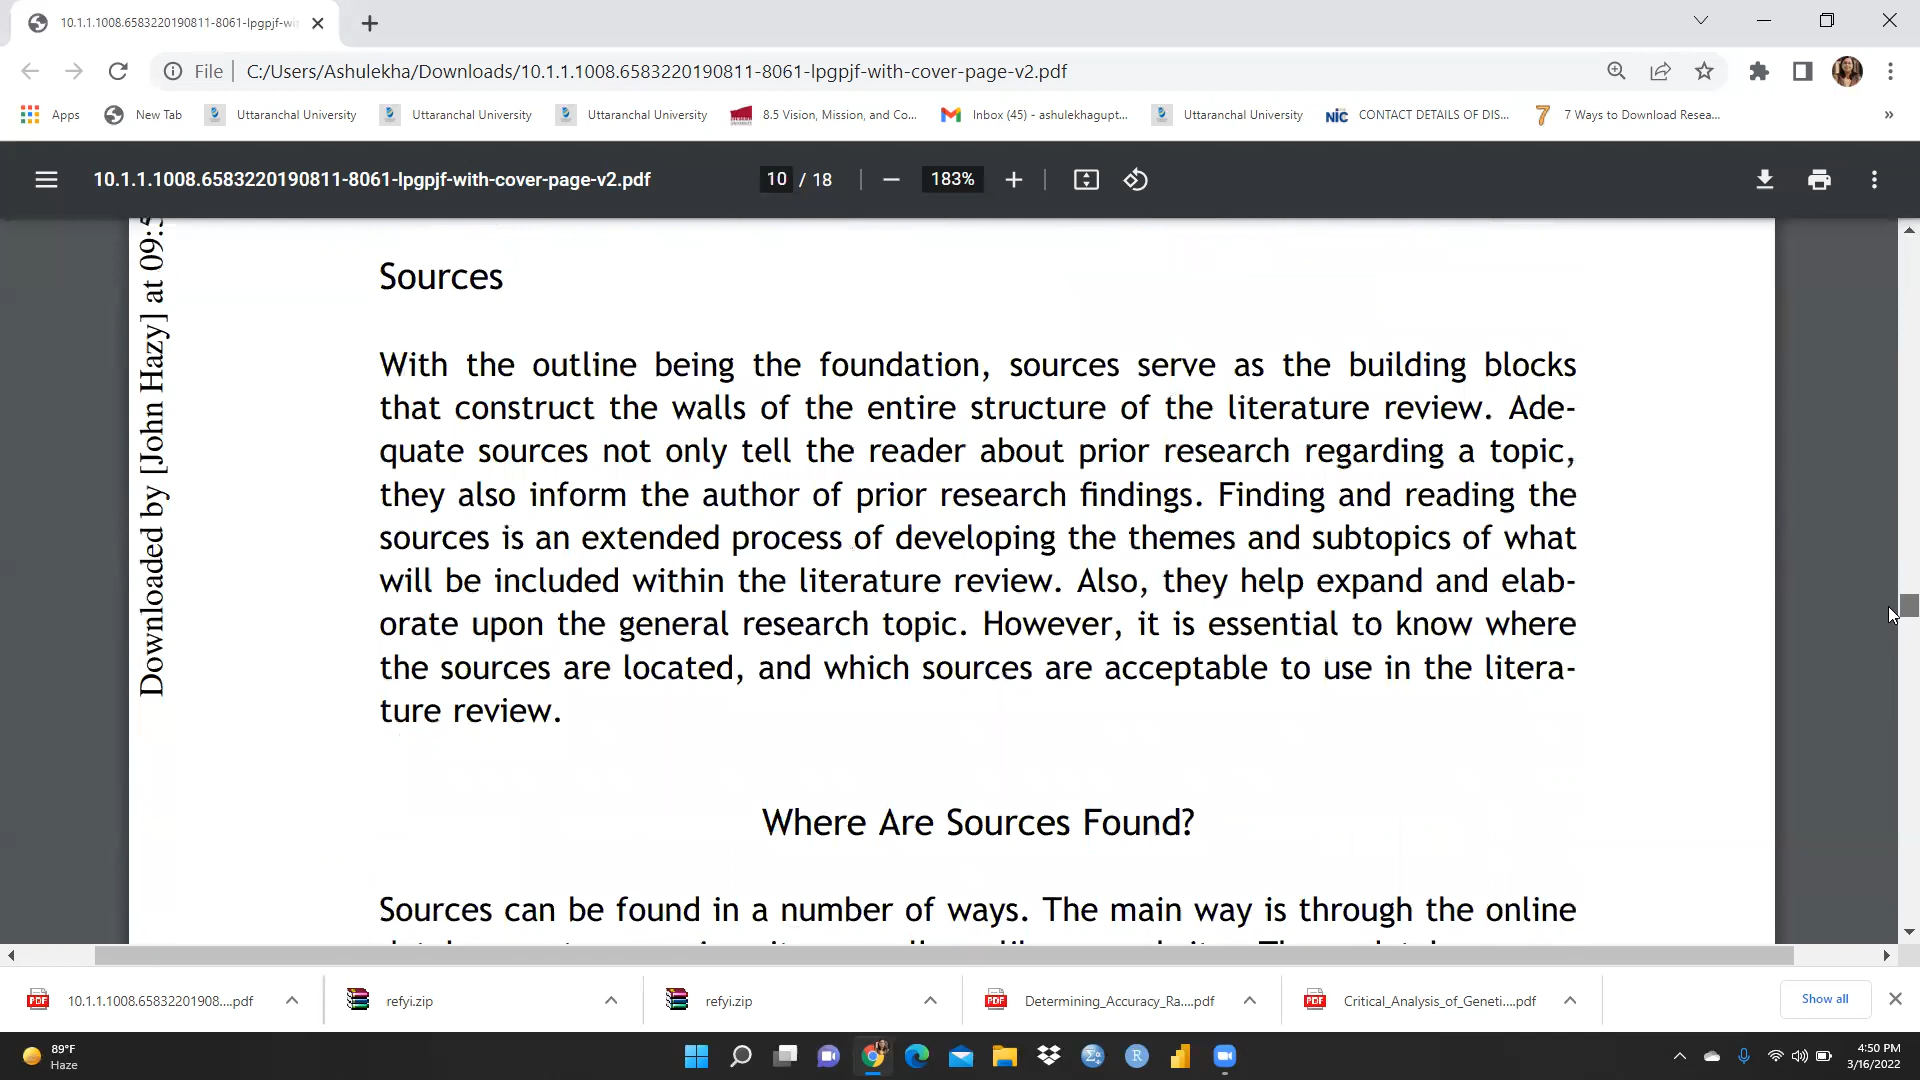 10.1.1.1008.6583220190811-8061-lpgpjf-wi
File
C:/Users/Ashulekha/Downloads/10.1.1.1008.6583220190811-8061-lpgpjf-with-cover-page-v2.pdf
Apps
New Tab
Uttaranchal University
Uttaranchal University
Uttaranchal University
8.5 Vision, Mission, and Co...
Inbox (45) - ashulekhagupt...
Uttaranchal University
NIC
CONTACT DETAILS OF DIS...
7 Ways to Download Resea...
»
10.1.1.1008.6583220190811-8061-lpgpjf-with-cover-page-v2.pdf
10 / 18
183%
Downloaded by [John Hazy] at 09:5
Sources
With the outline being the foundation, sources serve as the building blocks
that construct the walls of the entire structure of the literature review. Ade-
quate sources not only tell the reader about prior research regarding a topic,
they also inform the author of prior research findings. Finding and reading the
sources is an extended process of developing the themes and subtopics of what
will be included within the literature review. Also, they help expand and elab-
orate upon the general research topic. However, it is essential to know where
the sources are located, and which sources are acceptable to use in the litera-
ture review.
Where Are Sources Found?
Sources can be found in a number of ways. The main way is through the online
PDF
10.1.1.1008.65832201908....pdf
refyi.zip
refyi.zip
PDF
Determining_Accuracy_Ra....pdf
PDF
Critical_Analysis_of_Geneti....pdf
Show all
89°F
Haze
R
4:50 PM
3/16/2022